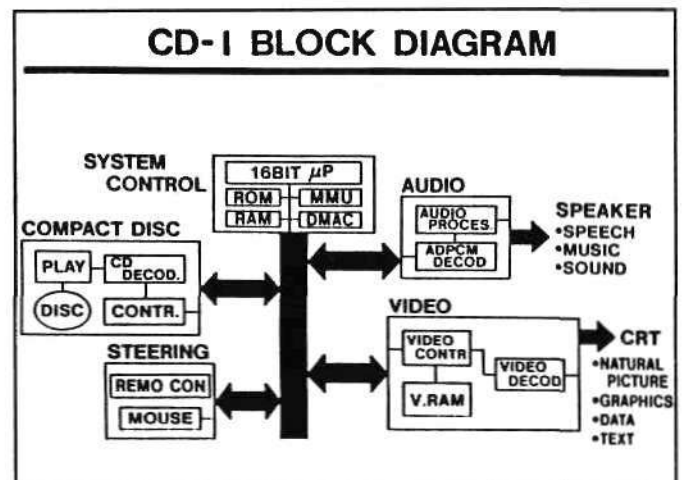 CD-I BLOCK DIAGRAM
SYSTEM
CONTROL
16BIT μP
ROM
MMU
RAM
DMAC
COMPACT DISC
PLAY
CD
DECOD.
DISC
CONTR.
STEERING
REMO CON
MOUSE
AUDIO
AUDIO
PROCES.
ADPCM
DECOD
SPEAKER
•SPEECH
•MUSIC
•SOUND
VIDEO
VIDEO
CONTR
V.RAM
VIDEO
DECOD
CRT
•NATURAL
PICTURE
•GRAPHICS
•DATA
•TEXT